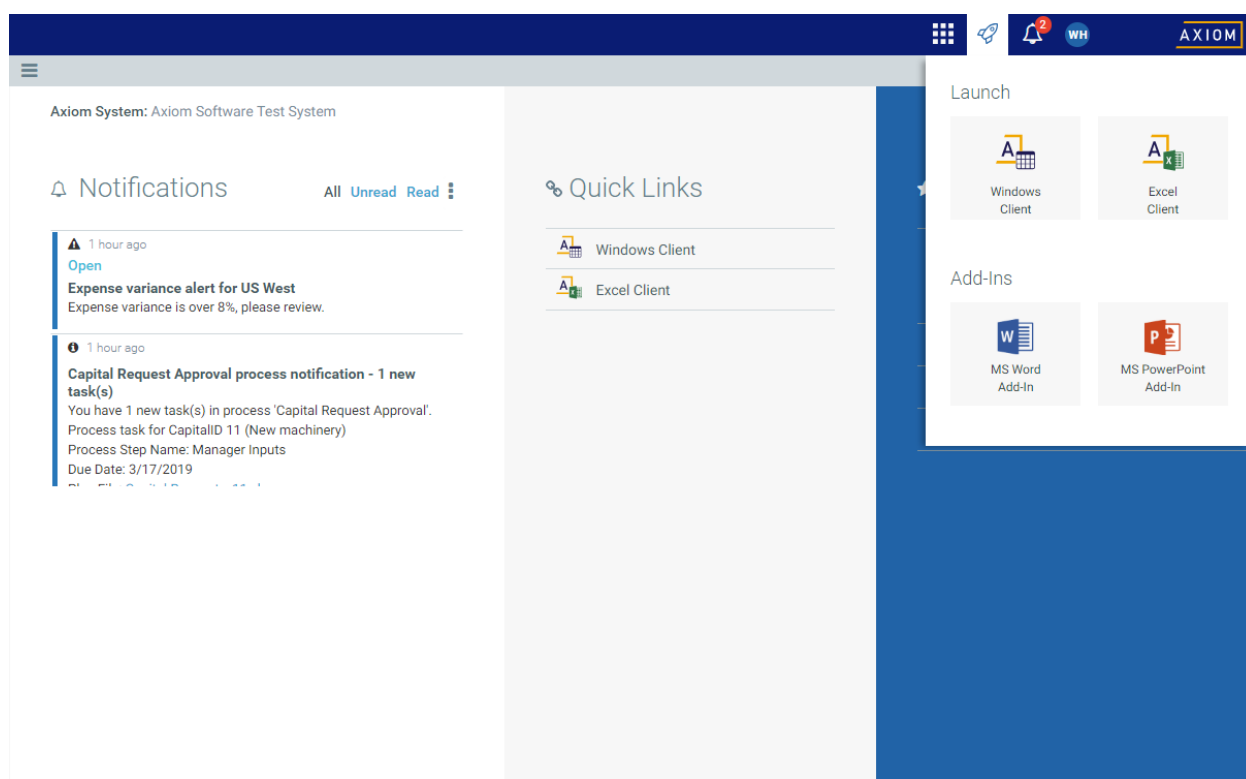 2
WH
AXIOM
Axiom System: Axiom Software Test System
Notifications
All Unread Read
1 hour ago
Open
Expense variance alert for US West
Expense variance is over 8%, please review.
1 hour ago
Capital Request Approval process notification - 1 new
task(s)
You have 1 new task(s) in process 'Capital Request Approval'.
Process task for CapitalID 11 (New machinery)
Process Step Name: Manager Inputs
Due Date: 3/17/2019
Quick Links
Windows Client
Excel Client
Launch
Windows
Client
Excel
Client
Add-Ins
MS Word
Add-In
MS PowerPoint
Add-In